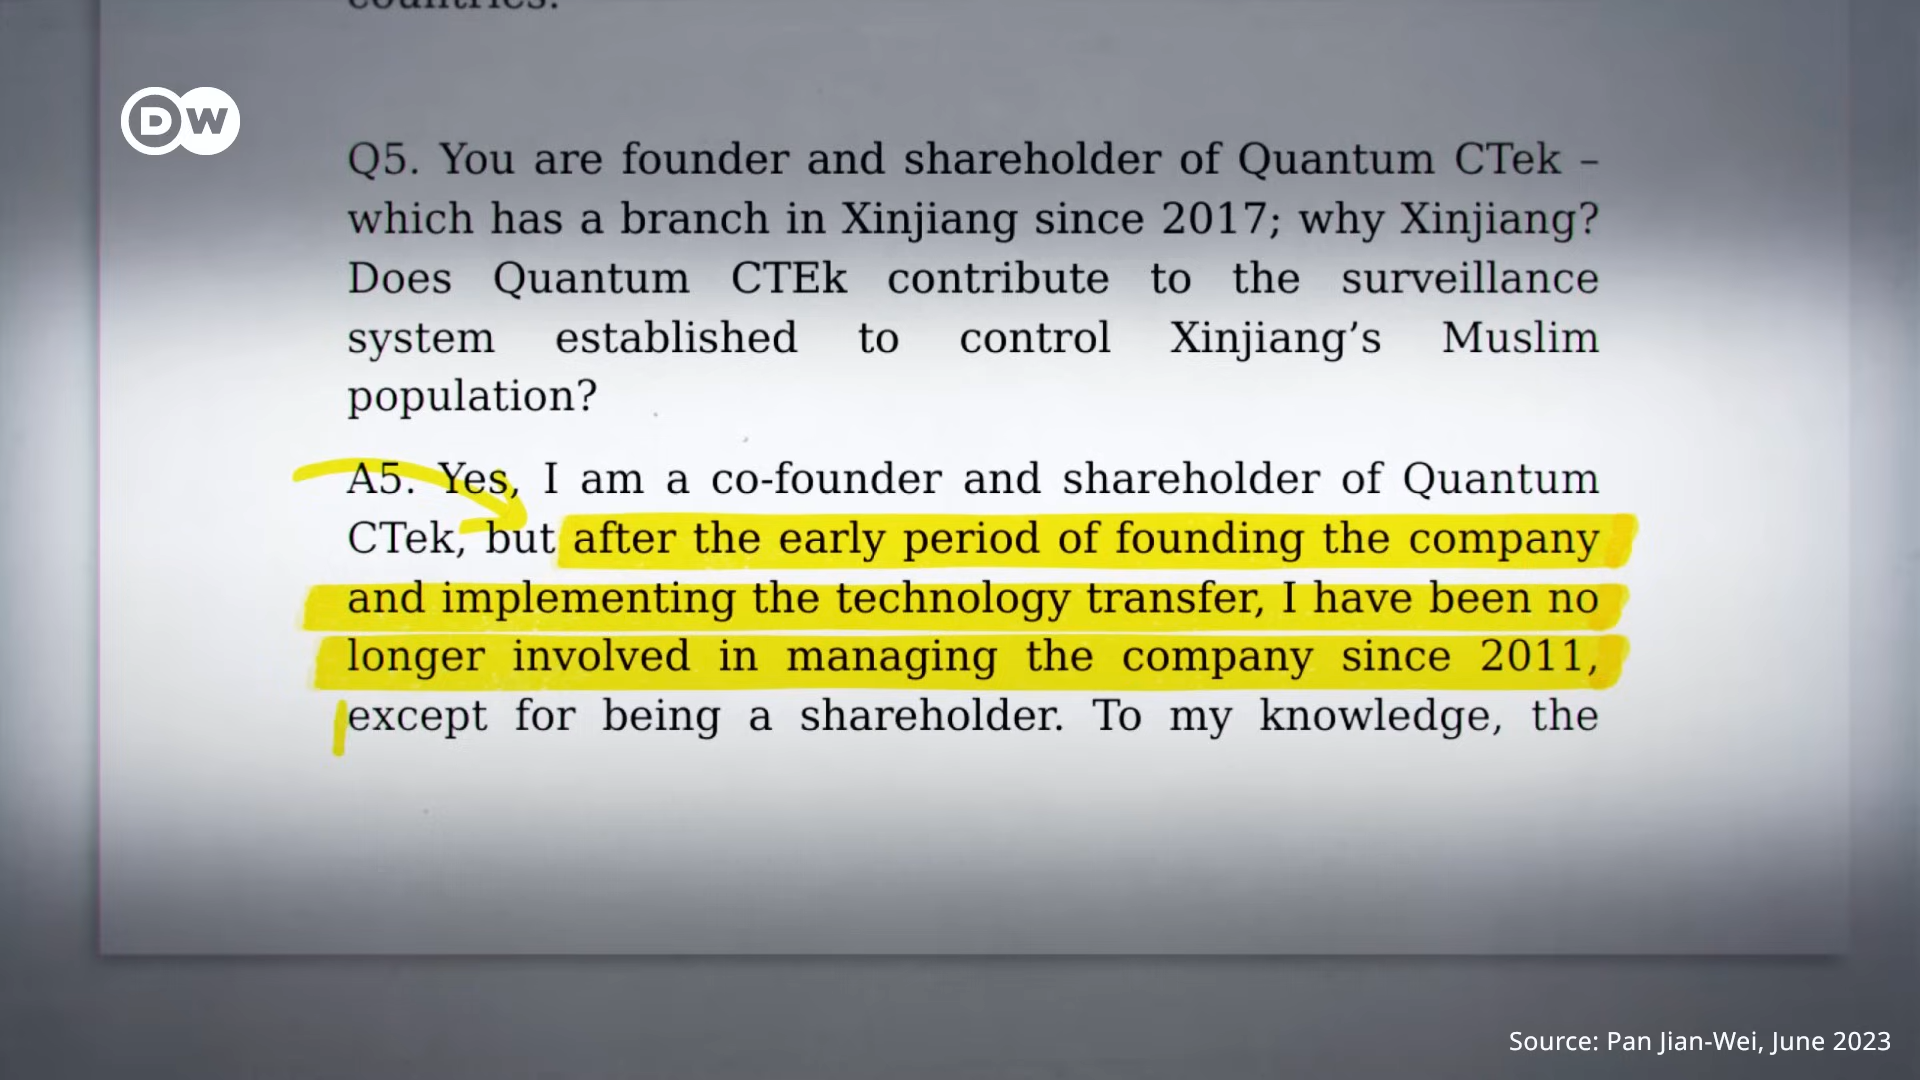 countries.
DW
Q5. You are founder and shareholder of Quantum CTek –
which has a branch in Xinjiang since 2017; why Xinjiang?
Does Quantum CTEk contribute to the surveillance
system established to control Xinjiang’s Muslim
population?
A5. Yes, I am a co-founder and shareholder of Quantum
CTek, but after the early period of founding the company
and implementing the technology transfer, I have been no
longer involved in managing the company since 2011,
except for being a shareholder. To my knowledge, the
Source: Pan Jian-Wei, June 2023